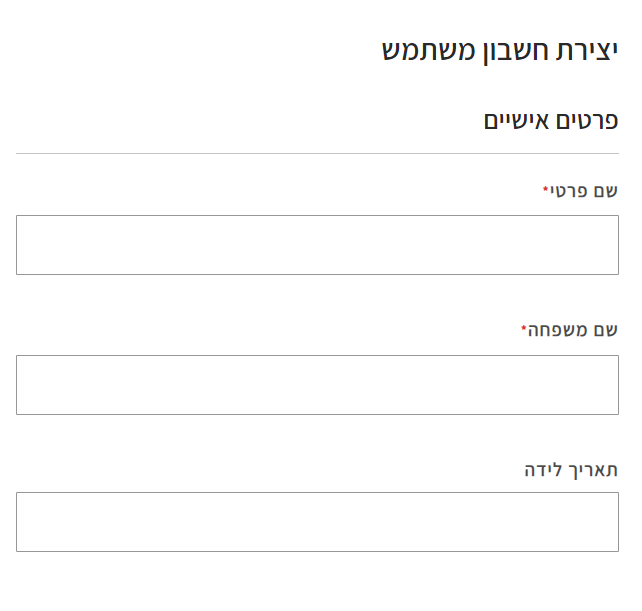 יצירת חשבון משתמש
פרטים אישיים
שם פרטי*
שם משפחה*
תאריך לידה